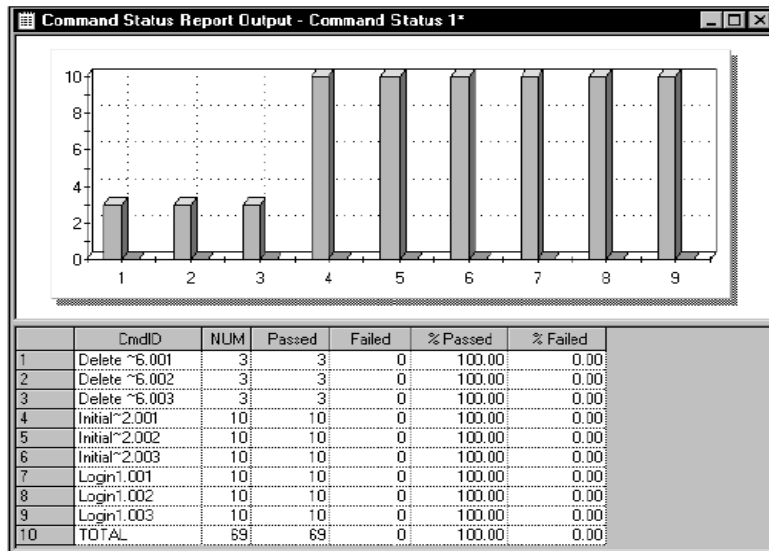 Command Status Report Output - Command Status 1*
10
8
6
4
2
0
1 2 3 4 5 6 7 8 9
CmdID NUM Passed Failed % Passed % Failed
1 Delete ~6.001 3 3 0 100.00 0.00
2 Delete ~6.002 3 3 0 100.00 0.00
3 Delete ~6.003 3 3 0 100.00 0.00
4 Initial~2.001 10 10 0 100.00 0.00
5 Initial~2.002 10 10 0 100.00 0.00
6 Initial~2.003 10 10 0 100.00 0.00
7 Login1.001 10 10 0 100.00 0.00
8 Login1.002 10 10 0 100.00 0.00
9 Login1.003 10 10 0 100.00 0.00
10 TOTAL 69 69 0 100.00 0.00